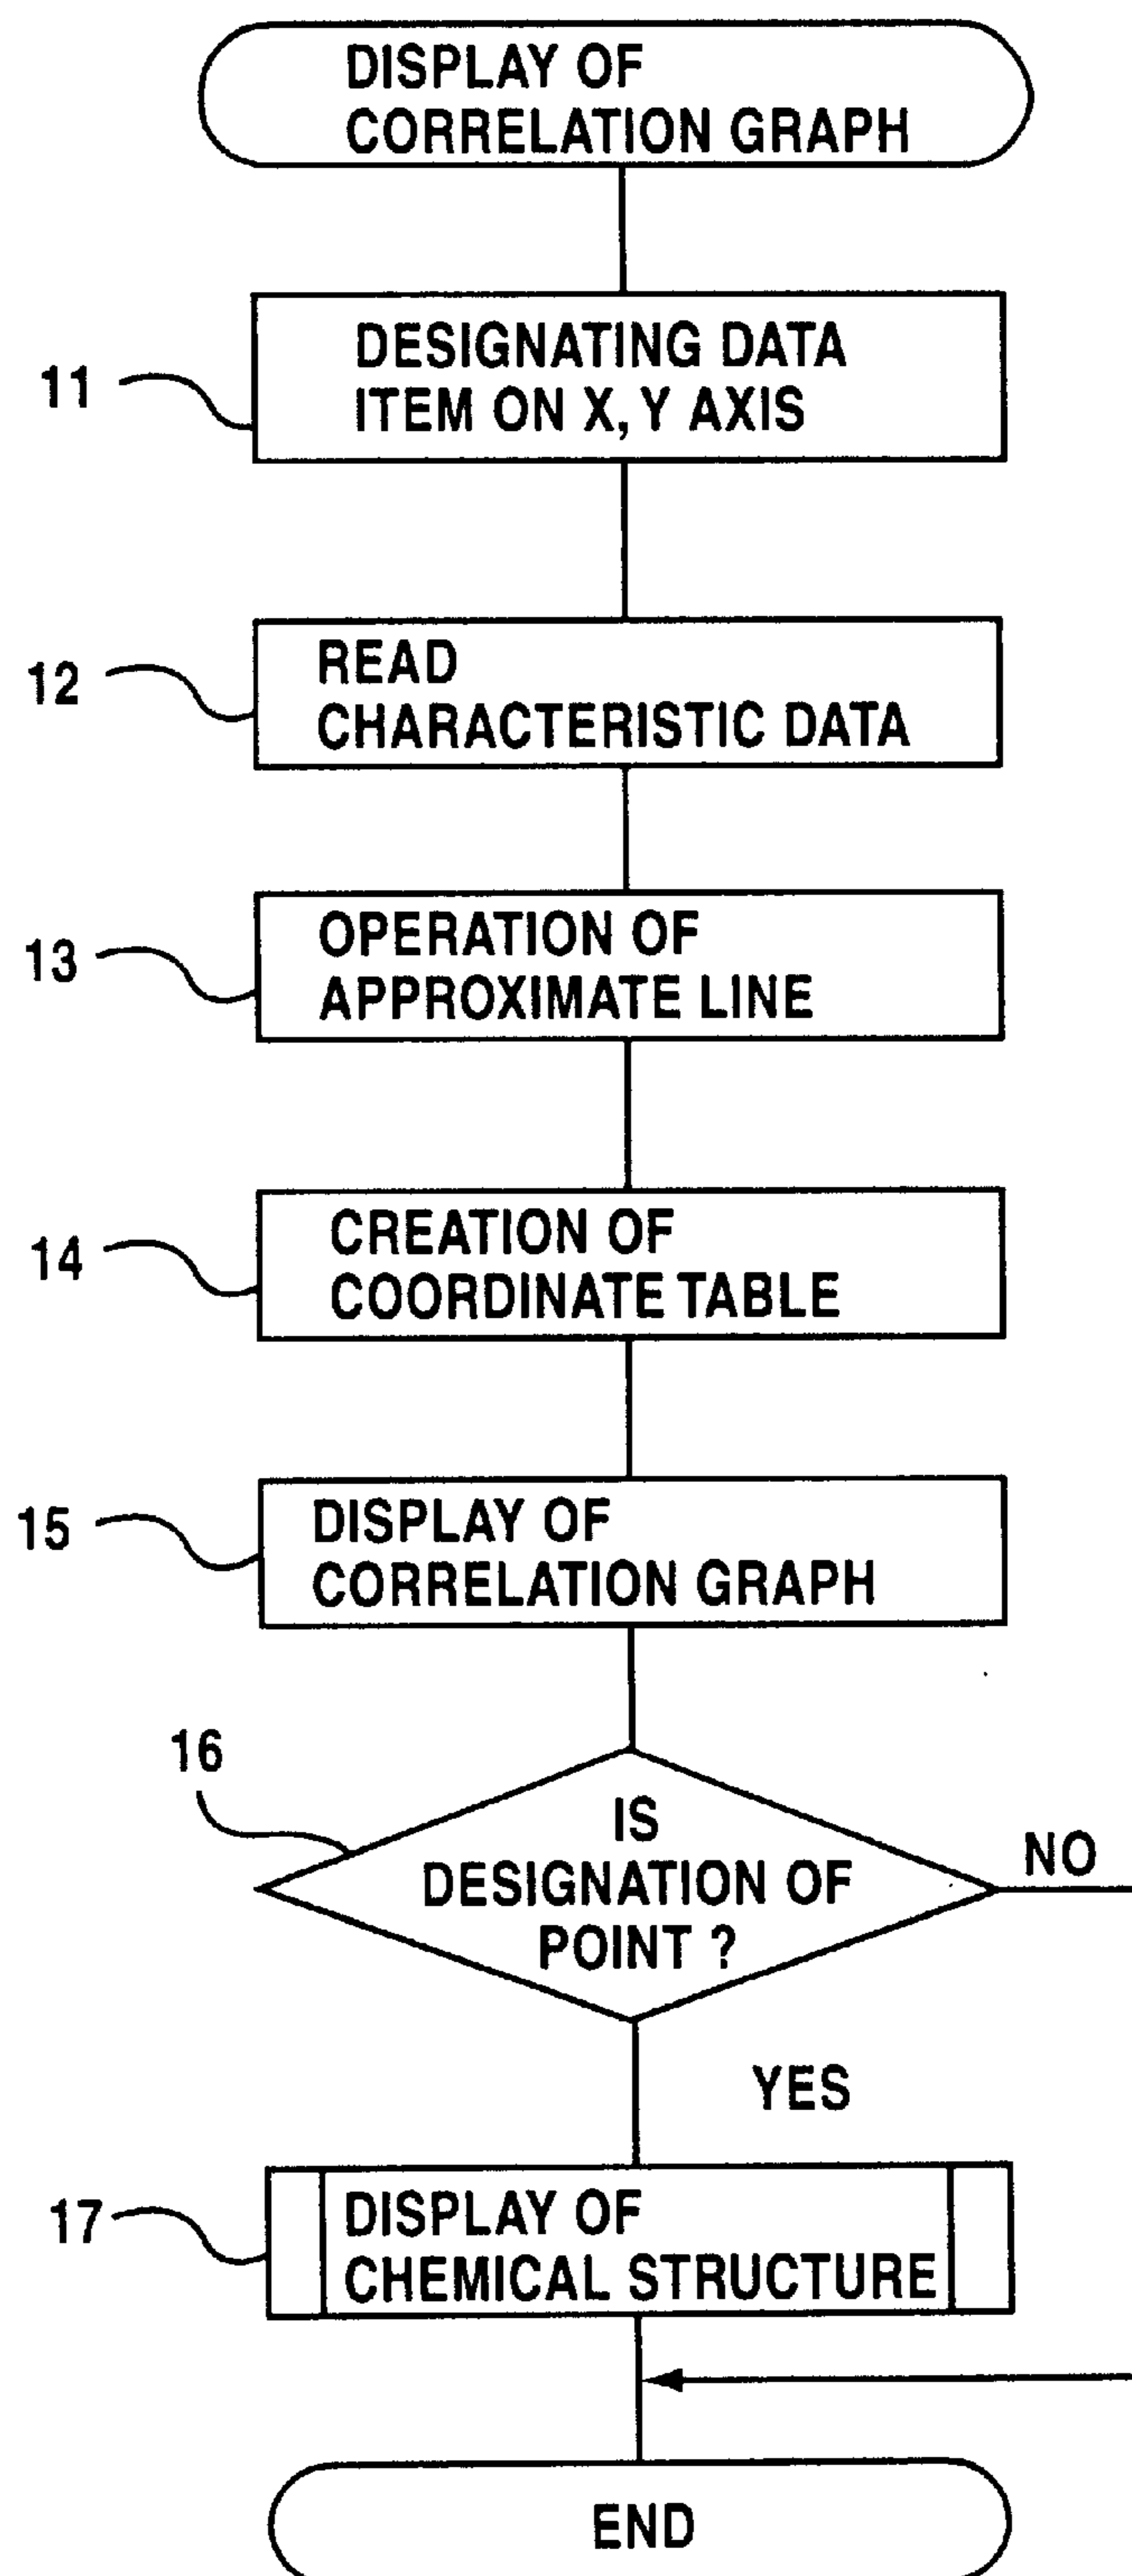 DISPLAY OF
CORRELATION GRAPH
11
DESIGNATING DATA
ITEM ON X, Y AXIS
12
READ
CHARACTERISTIC DATA
13
OPERATION OF
APPROXIMATE LINE
14
CREATION OF
COORDINATE TABLE
15
DISPLAY OF
CORRELATION GRAPH
16
IS
DESIGNATION OF
POINT ?
NO
YES
17
DISPLAY OF
CHEMICAL STRUCTURE
END